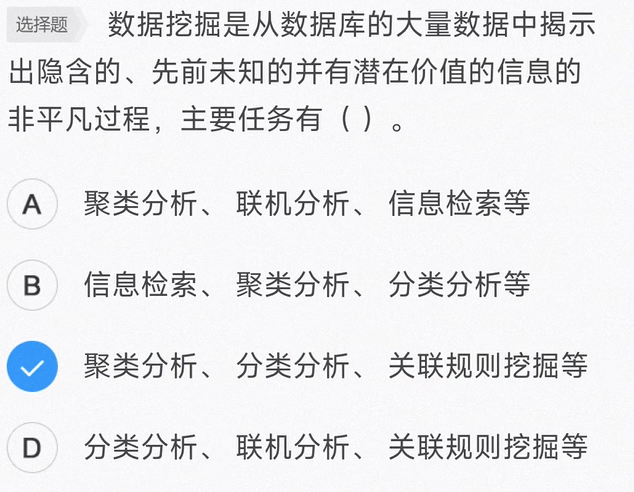 选择题 数据挖掘是从数据库的大量数据中揭示
出隐含的、先前未知的并有潜在价值的信息的
非平凡过程，主要任务有（ ）。
A 聚类分析、 联机分析、 信息检索等
B 信息检索、 聚类分析、 分类分析等
聚类分析、 分类分析、 关联规则挖掘等
D 分类分析、 联机分析、 关联规则挖掘等